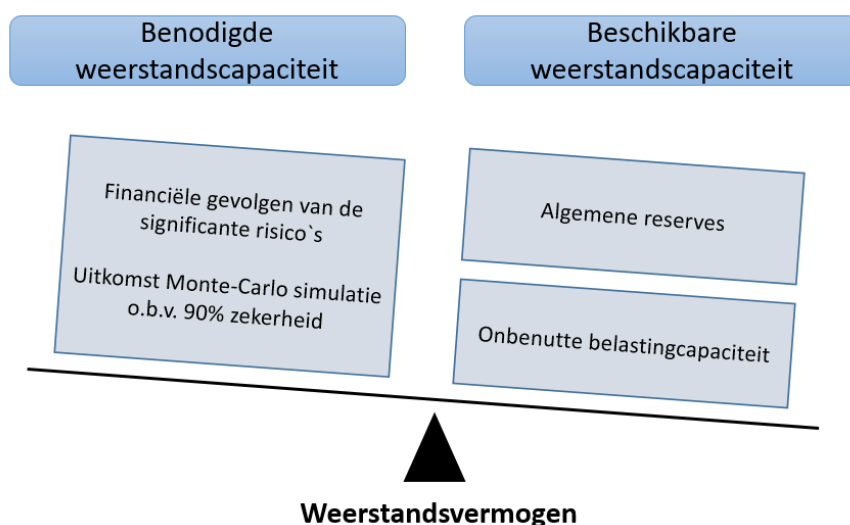 Benodigde
weerstandscapaciteit
Beschikbare
weerstandscapaciteit
Financiële gevolgen van de
significante risico`s
Uitkomst Monte-Carlo simulatie
o.b.v. 90% zekerheid
Algemene reserves
Onbenutte belastingcapaciteit
Weerstandsvermogen